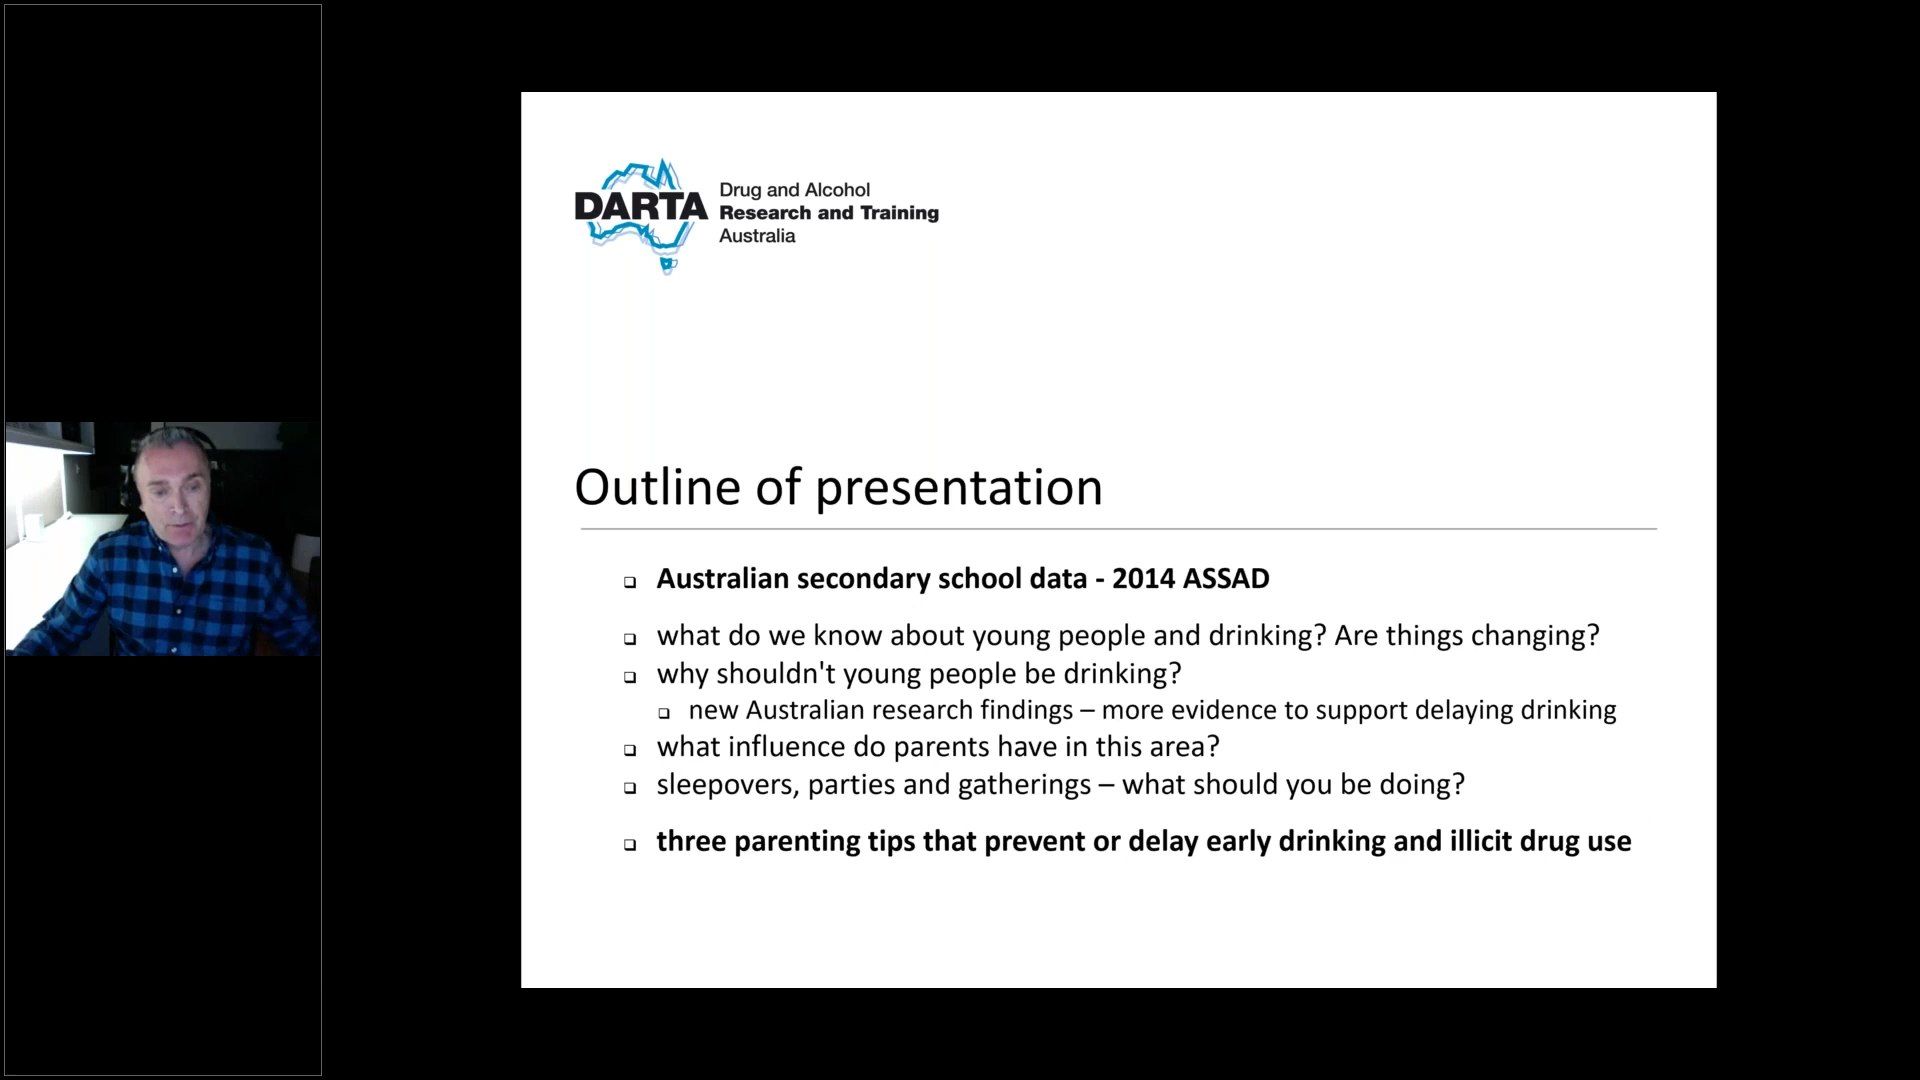 DARTA
Drug and Alcohol
Research and Training
Australia
Outline of presentation
Australian secondary school data - 2014 ASSAD
what do we know about young people and drinking? Are things changing?
why shouldn't young people be drinking?
new Australian research findings – more evidence to support delaying drinking
what influence do parents have in this area?
sleepovers, parties and gatherings – what should you be doing?
three parenting tips that prevent or delay early drinking and illicit drug use